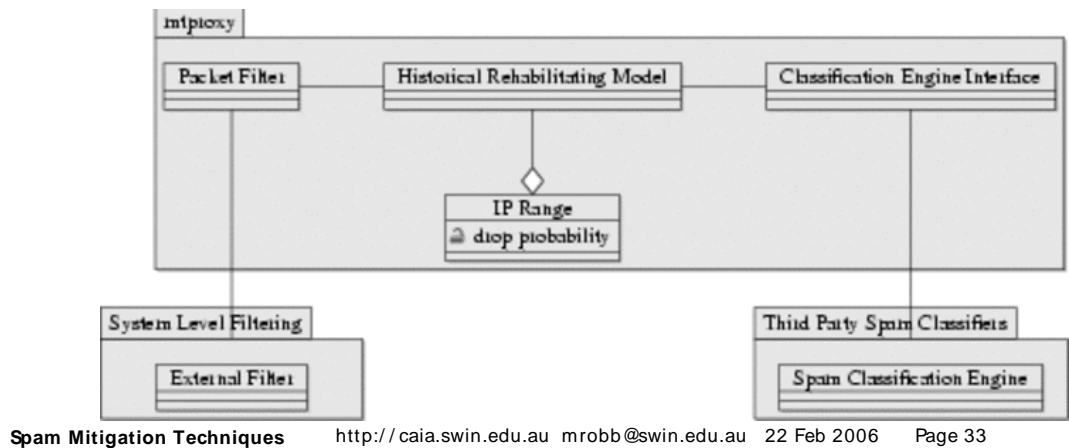 mtproxy
Packet Filter
Historical Rehabilitating Model
Classification Engine Interface
IP Range
drop probability
System Level Filtering
Third Party Spam Classifiers
External Filter
Spam Classification Engine
Spam Mitigation Techniques http://caia.swin.edu.au mrobb@swin.edu.au 22 Feb 2006 Page 33